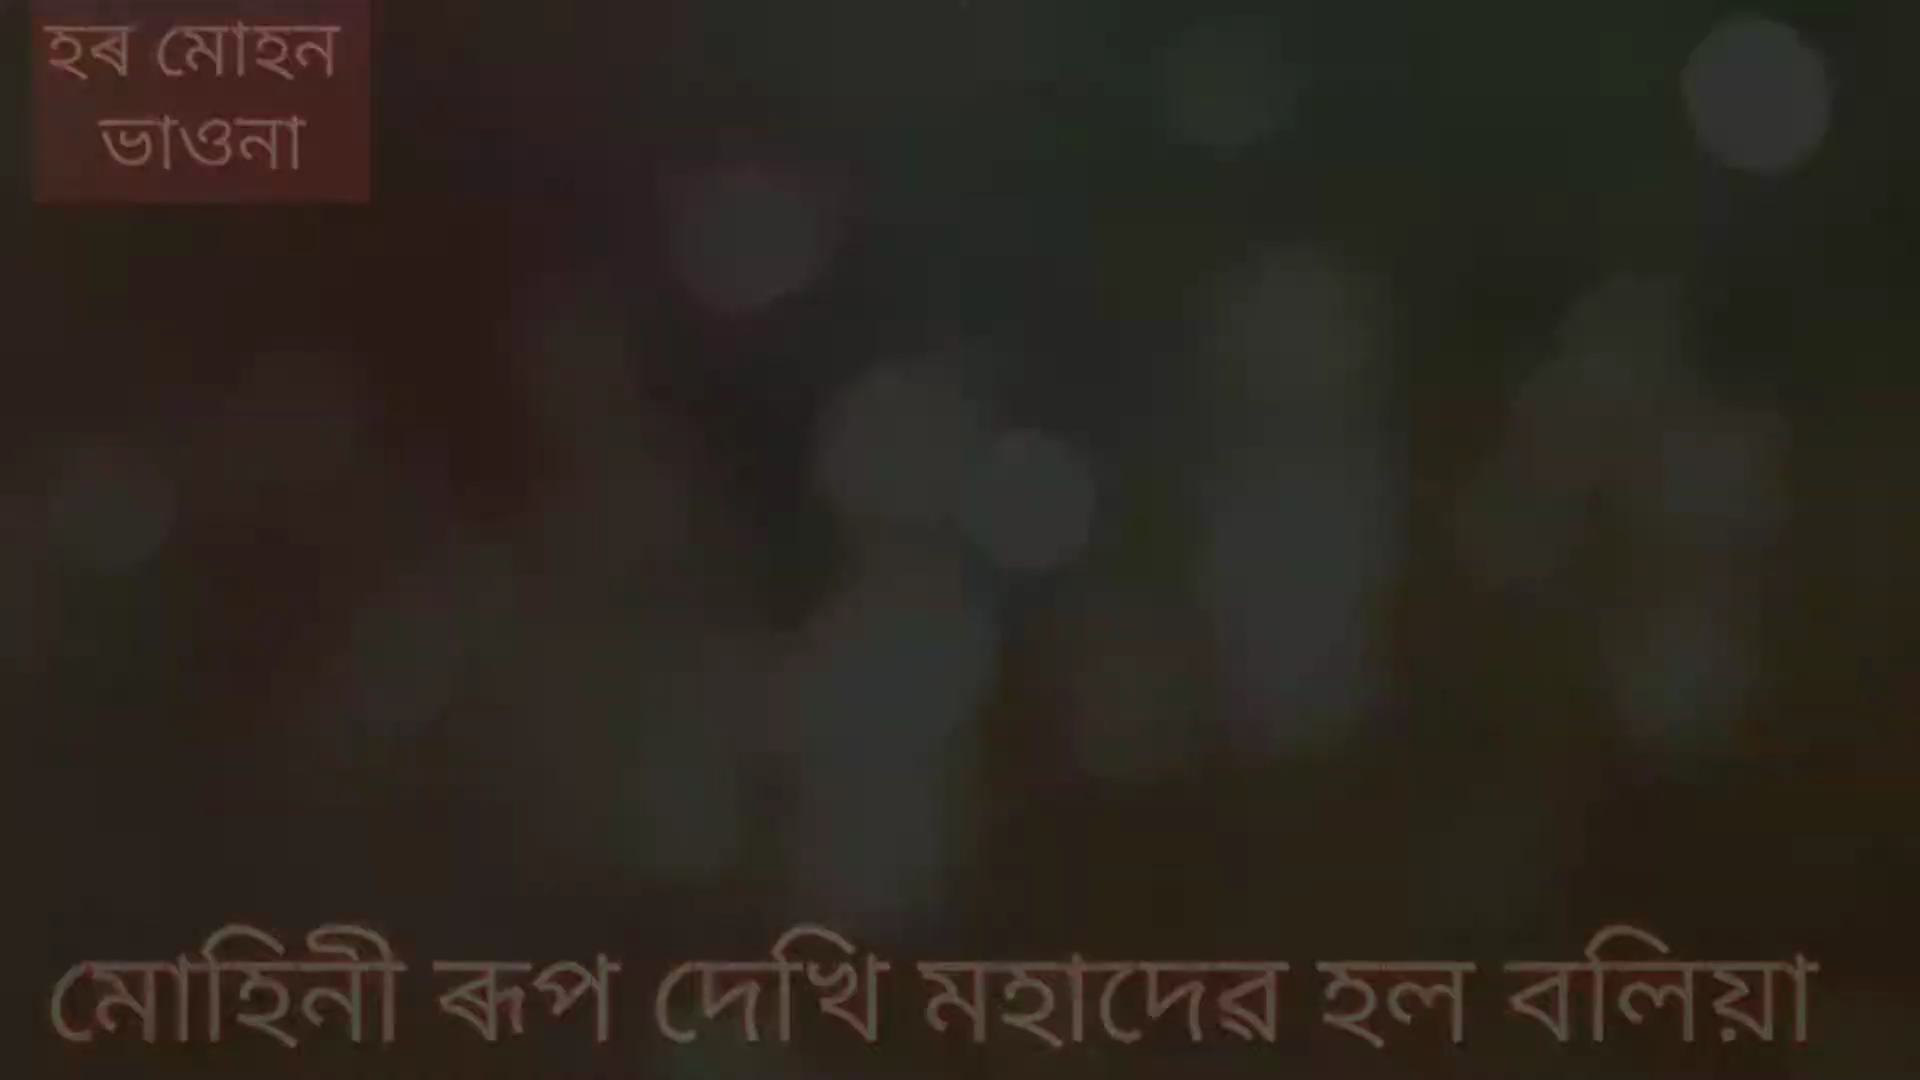 হৰ মোহন
ভাওনা
মোহিনী ৰূপ দেখি মহাদেৱ হল বলিয়া